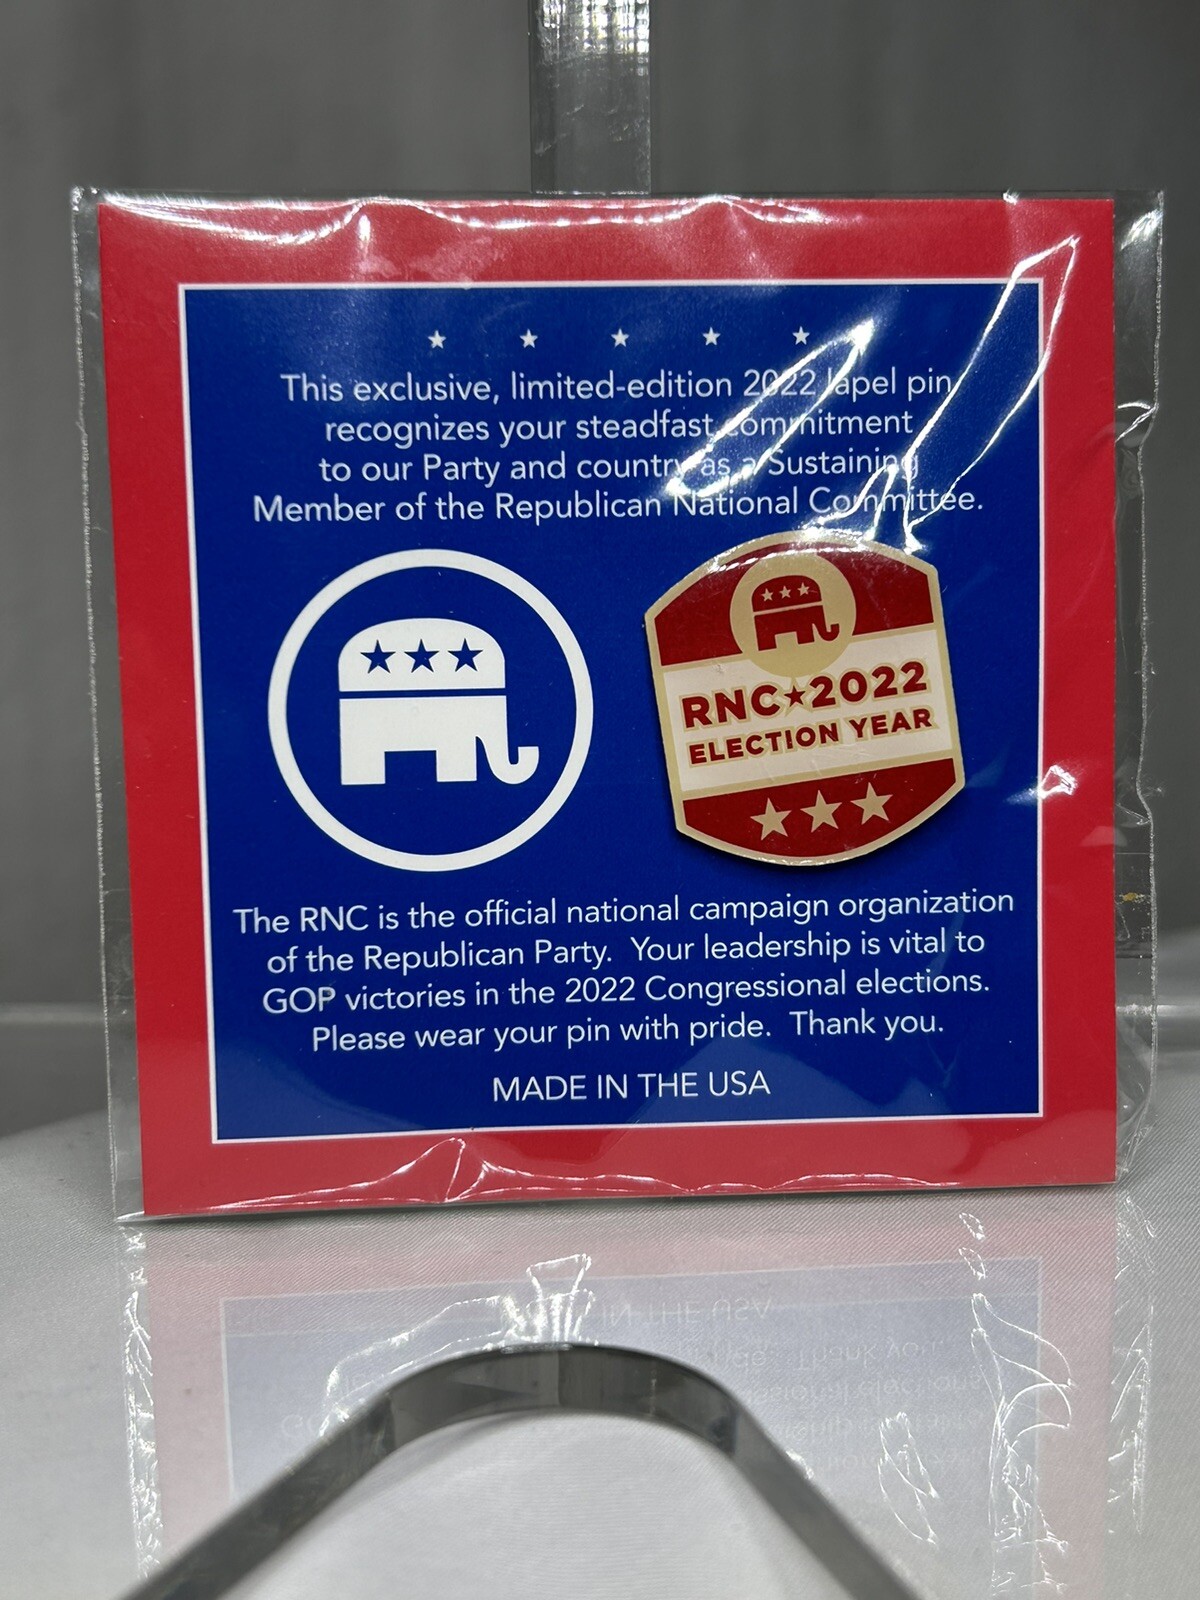 This exclusive, limited-edition 2022 lapel pin
recognizes your steadfast commitment
to our Party and country as a Sustaining
Member of the Republican National Committee.
RNC★2022
ELECTION YEAR
The RNC is the official national campaign organization
of the Republican Party. Your leadership is vital to
GOP victories in the 2022 Congressional elections.
Please wear your pin with pride. Thank you.
MADE IN THE USA